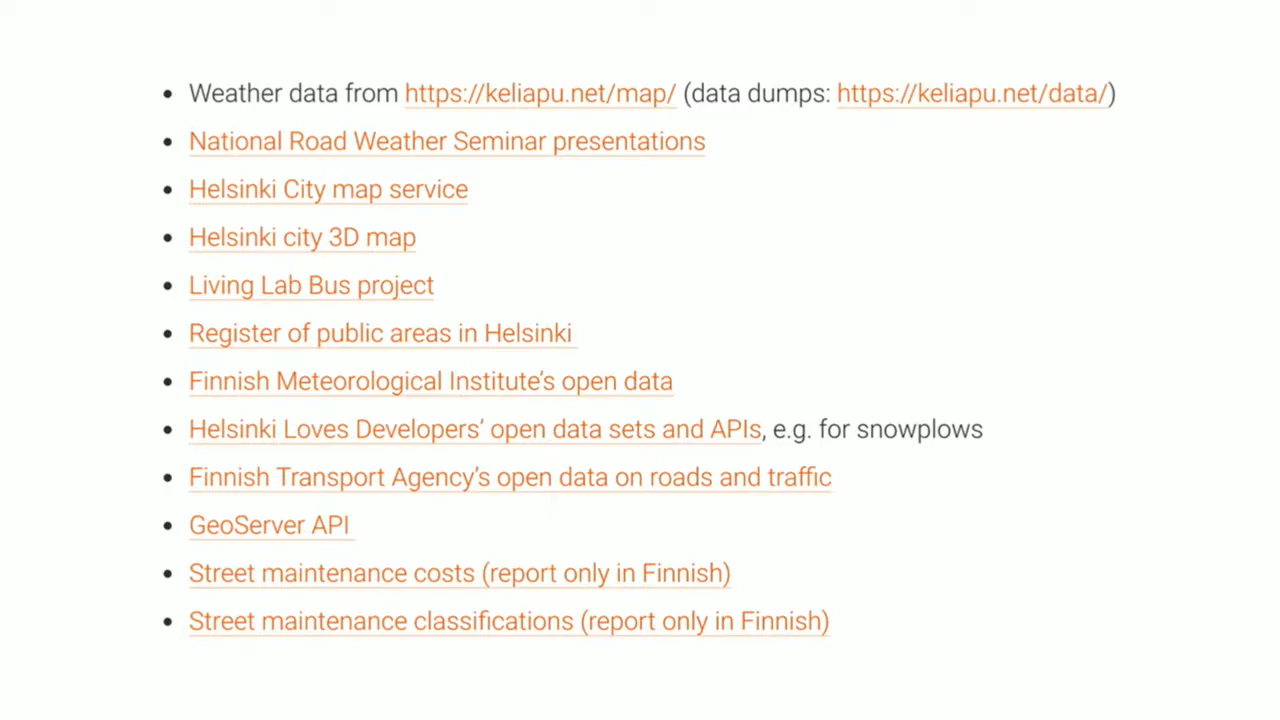 • Weather data from https://keliapu.net/map/ (data dumps: https://keliapu.net/data/)
• National Road Weather Seminar presentations
• Helsinki City map service
• Helsinki city 3D map
• Living Lab Bus project
• Register of public areas in Helsinki
• Finnish Meteorological Institute’s open data
• Helsinki Loves Developers’ open data sets and APIs, e.g. for snowplows
• Finnish Transport Agency’s open data on roads and traffic
• GeoServer API
• Street maintenance costs (report only in Finnish)
• Street maintenance classifications (report only in Finnish)